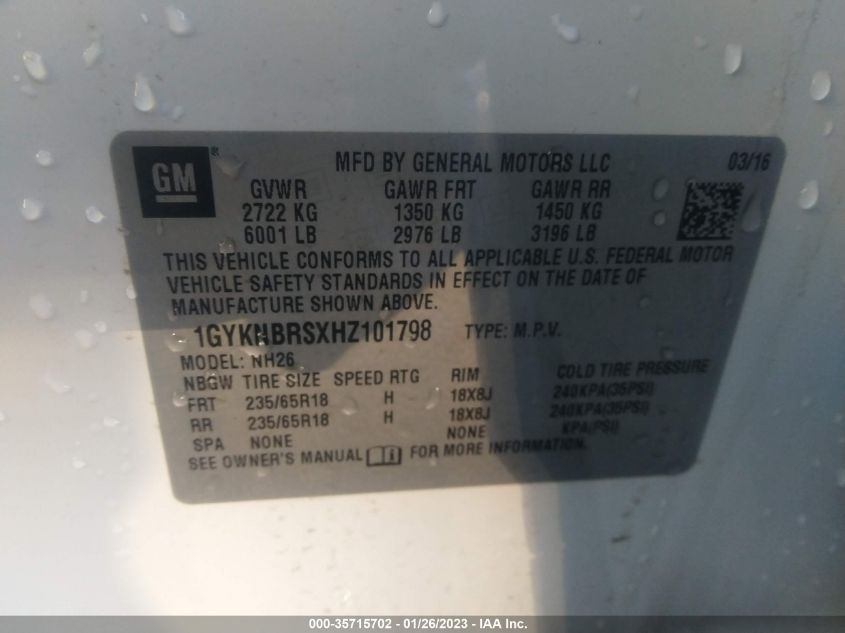 GM ® MFD BY GENERAL MOTORS LLC 03/16
GVWR GAWR FRT GAWR RR
2722 KG 1350 KG 1450 KG
6001 LB 2976 LB 3196 LB
THIS VEHICLE CONFORMS TO ALL APPLICABLE U.S. FEDERAL MOTOR
VEHICLE SAFETY STANDARDS IN EFFECT ON THE DATE OF
MANUFACTURE SHOWN ABOVE.
1GYKNBRSXHZ101798 TYPE: M.P.V.
MODEL: NH26
NBGW TIRE SIZE SPEED RTG RIM COLD TIRE PRESSURE
FRT 235/65R18 H 18X8J 240KPA(35PSI)
RR 235/65R18 H 18X8J 240KPA(35PSI)
SPA NONE NONE KPA(PSI)
SEE OWNER'S MANUAL FOR MORE INFORMATION.
000-35715702 - 01/26/2023 - IAA Inc.